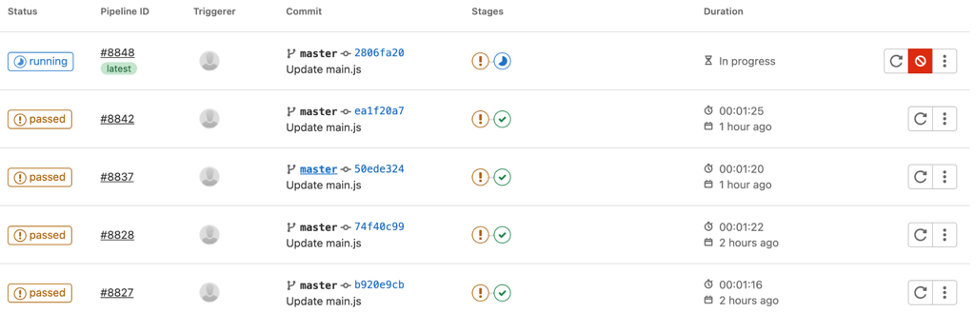 Status Pipeline ID Triggerer Commit Stages Duration
running #8848 master 2806fa20 In progress
latest Update main.js
passed #8842 master ea1f20a7 00:01:25
Update main.js 1 hour ago
passed #8837 master 50ede324 00:01:20
Update main.js 1 hour ago
passed #8828 master 74f40c99 00:01:22
Update main.js 2 hours ago
passed #8827 master b920e9cb 00:01:16
Update main.js 2 hours ago